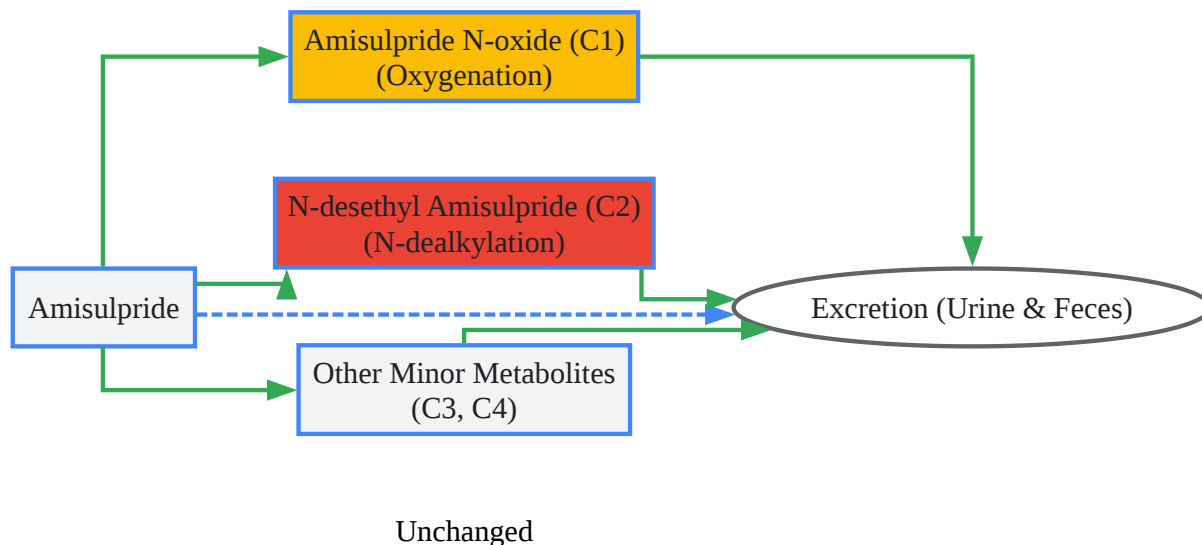 Amisulpride N-oxide (C1)
(Oxygenation)
N-desethyl Amisulpride (C2)
(N-dealkylation)
Amisulpride
Excretion (Urine & Feces)
Other Minor Metabolites
(C3, C4)
Unchanged